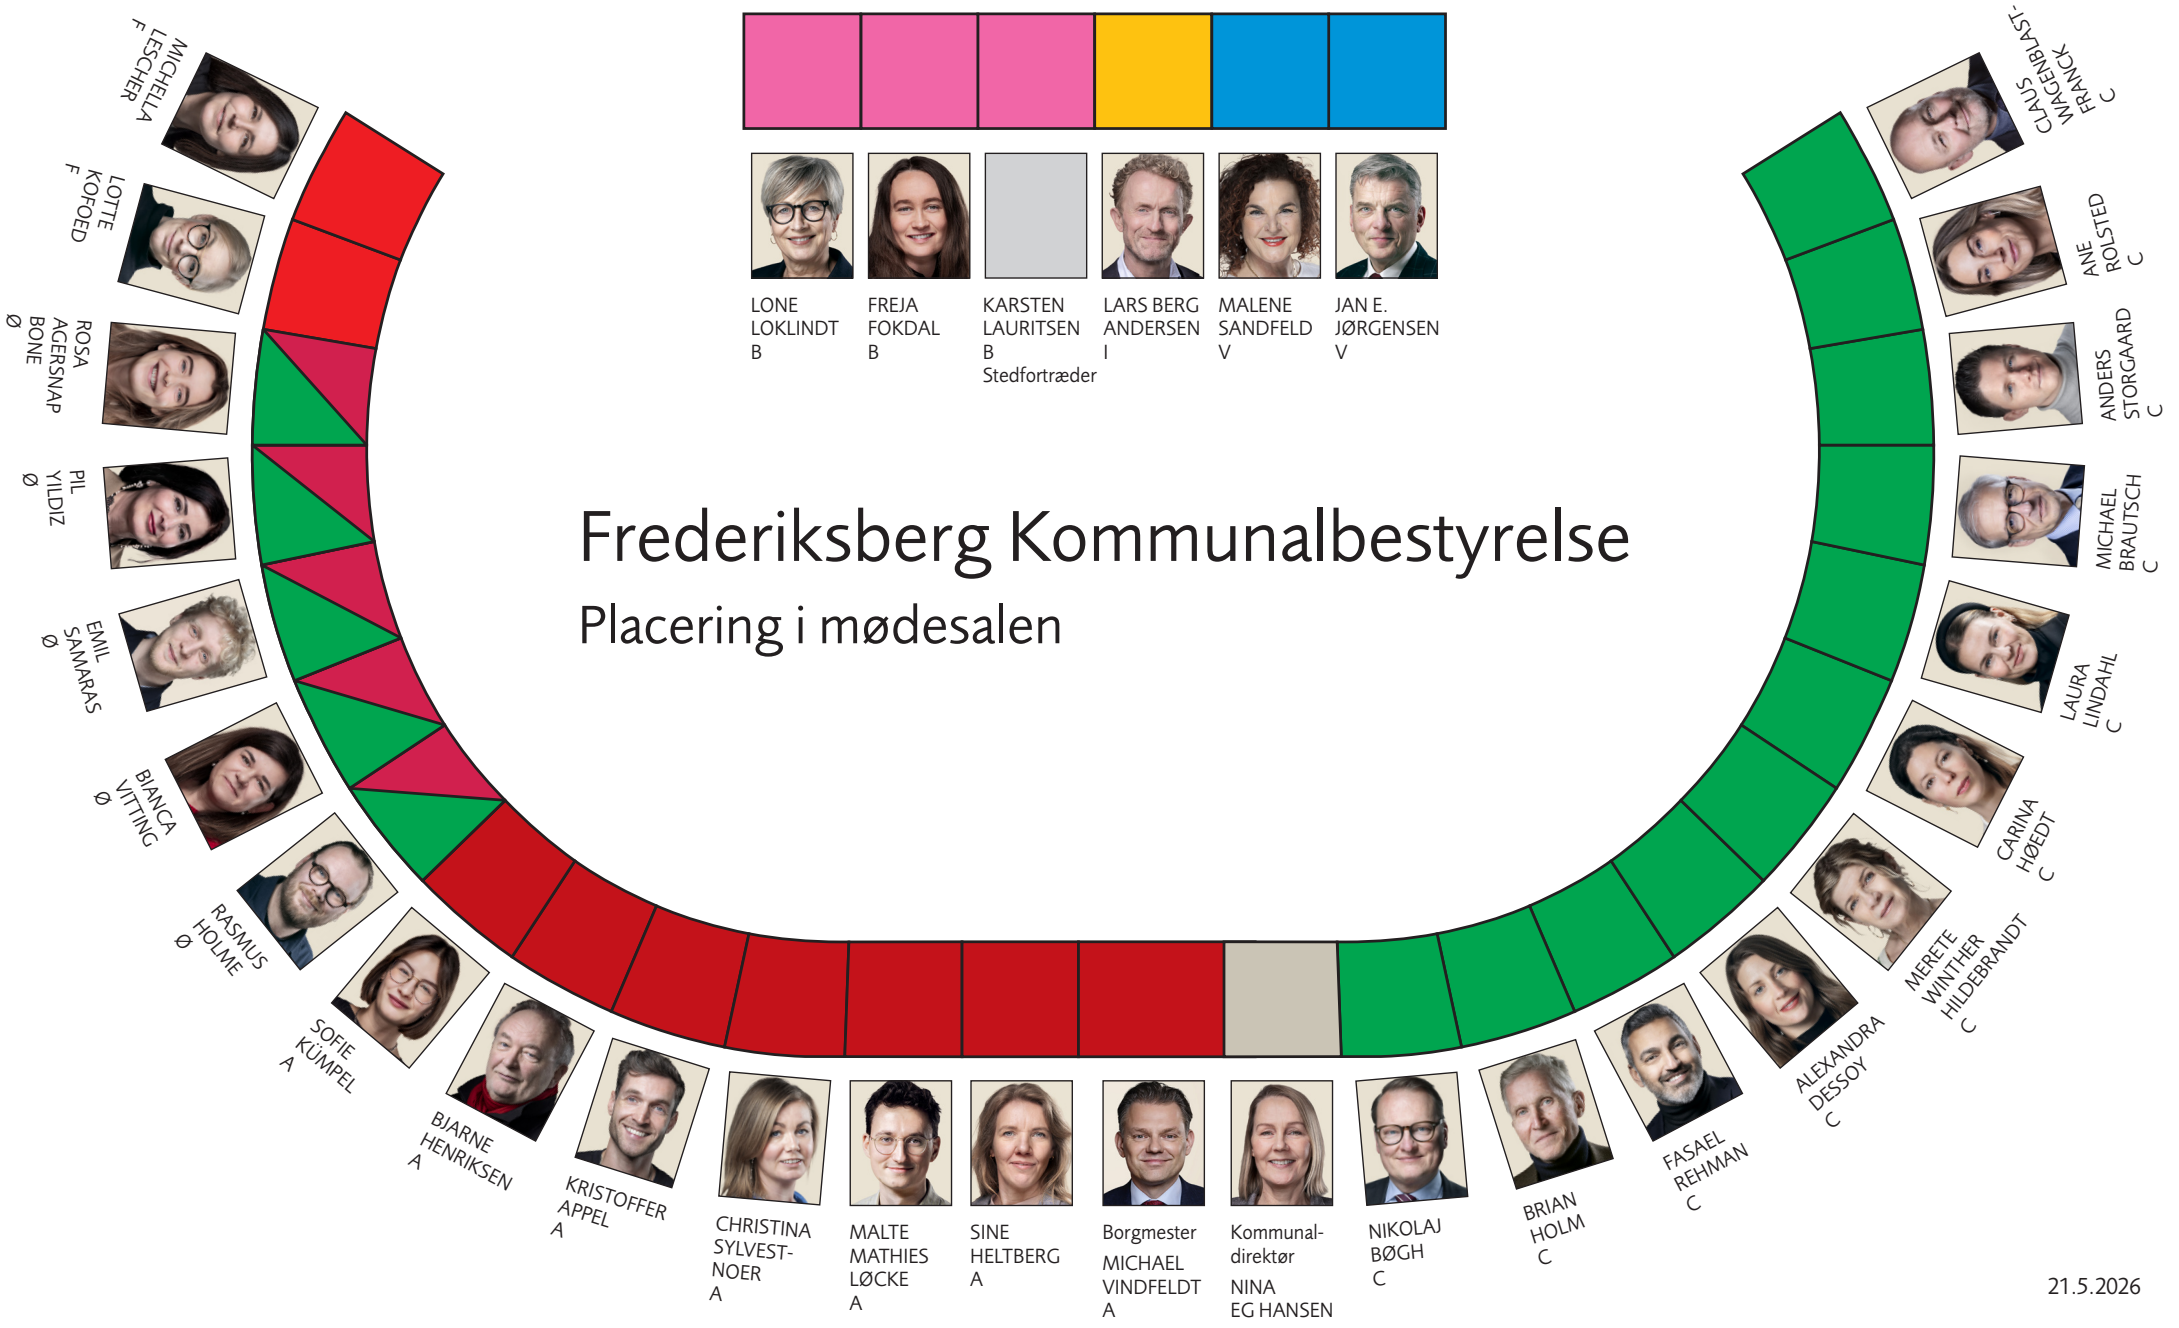 LONE
LOKLINDT
B
FREJA
FOKDAL
B
KARSTEN
LAURITSEN
B
Stedfortræder
LARS BERG
ANDERSEN
I
MALENE
SANDFELD
V
JAN E.
JØRGENSEN
V
Frederiksberg Kommunalbestyrelse
Placering i mødesalen
MICHELLA
LESCHER
F
LOTTE
KOFOED
F
ROSA
AGERSNAP
BONE
Ø
PIL
YILDIZ
Ø
EMIL
SAMARAS
Ø
BIANCA
VITTING
Ø
RASMUS
HOLME
Ø
SOFIE
KÜMPEL
A
BJARNE
HENRIKSEN
A
KRISTOFFER
APPEL
A
CHRISTINA
SYLVEST-
NOER
A
MALTE
MATHIES
LØCKE
A
SINE
HELTBERG
A
Borgmester
MICHAEL
VINDFELDT
A
Kommunal-
direktør
NINA
EG HANSEN
NIKOLAJ
BØGH
C
BRIAN
HOLM
C
FASAEL
REHMAN
C
ALEXANDRA
DESSOY
C
MERETE
WINTHER
HILDEBRANDT
C
CARINA
HØEDT
C
LAURA
LINDAHL
C
MICHAEL
BRAUTSCH
C
ANDERS
STORGAARD
C
ANE
ROLSTED
C
CLAUS
WAGENBLAST-
FRANCK
C
21.5.2026